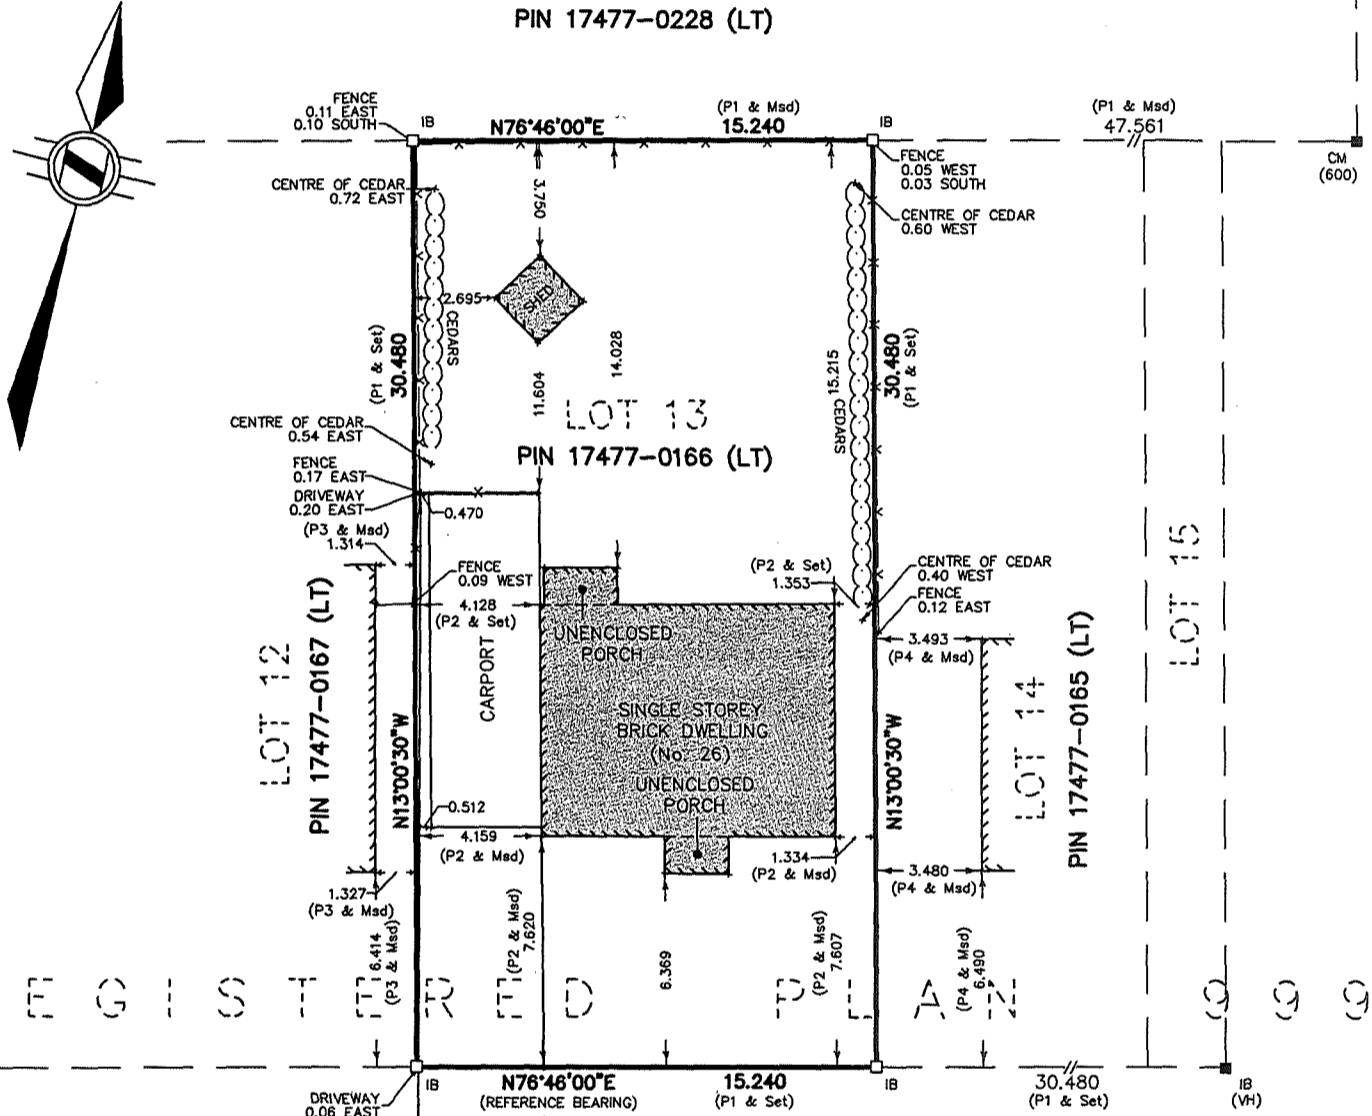 PIN 17477-0228 (LT)
FENCE
0.11 EAST
0.10 SOUTH
IB
N76°46'00"E
(P1 & Msd)
15.240
IB
(P1 & Msd)
47.561
CM
(600)
FENCE
0.05 WEST
0.03 SOUTH
CENTRE OF CEDAR
0.72 EAST
3.750
CENTRE OF CEDAR
0.60 WEST
2.695
SHED
CEDARS
30.480
(P1 & Set)
14.028
11.604
15.215
CEDARS
30.480
(P1 & Set)
LOT 13
PIN 17477-0166 (LT)
CENTRE OF CEDAR
0.54 EAST
FENCE
0.17 EAST
DRIVEWAY
0.20 EAST
0.470
(P3 & Msd)
1.314
FENCE
0.09 WEST
4.128
(P2 & Set)
(P2 & Set)
1.353
CENTRE OF CEDAR
0.40 WEST
FENCE
0.12 EAST
3.493
(P4 & Msd)
UNENCLOSED
PORCH
CARPORT
LOT 12
PIN 17477-0167 (LT)
N13°00'30"W
SINGLE STOREY
BRICK DWELLING
(No. 26)
UNENCLOSED
PORCH
N13°00'30"W
LOT 14
PIN 17477-0165 (LT)
LOT 15
0.512
4.159
(P2 & Msd)
1.334
(P2 & Msd)
3.480
(P4 & Msd)
1.327
(P3 & Msd)
6.414
(P3 & Msd)
(P2 & Msd)
7.620
6.369
(P2 & Msd)
7.607
(P4 & Msd)
6.490
EGISTERED PLAN 999
IB
N76°46'00"E
(REFERENCE BEARING)
15.240
(P1 & Set)
IB
30.480
(P1 & Set)
IB
(VH)
DRIVEWAY
0.06 EAST